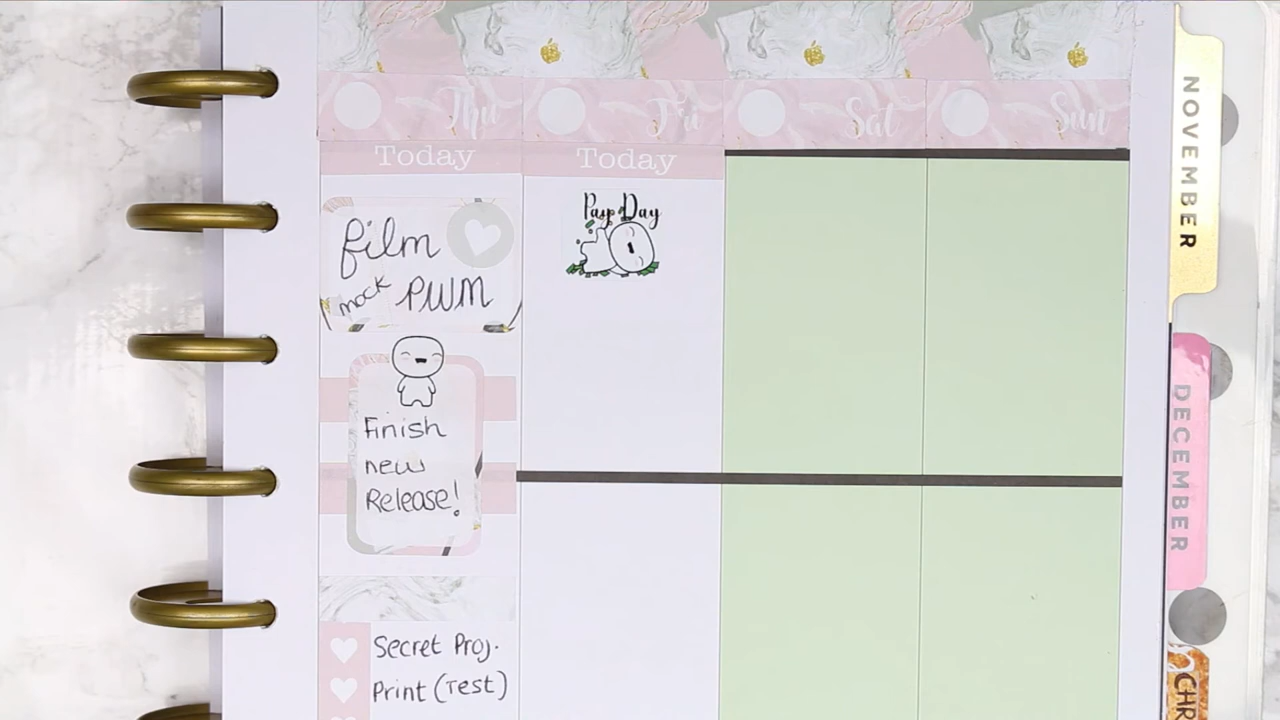 Thu
Fri
Sat
Sun
Today
Today
film
mock PWM
Pay Day
Finish
new
Release!
Secret Proj.
Print (Test)
NOVEMBER
DECEMBER
CHR